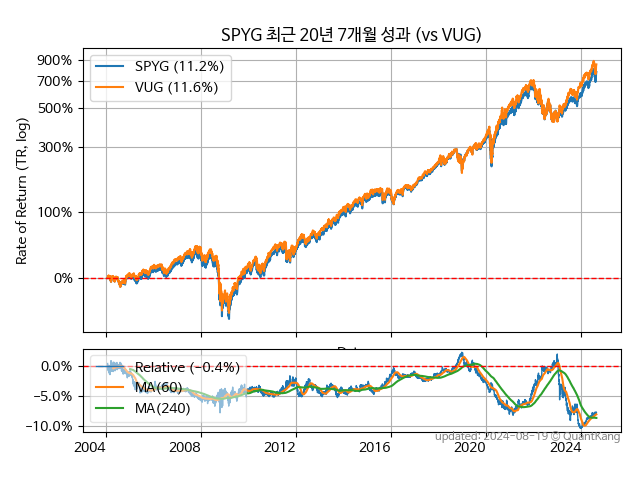 SPYG 최근 20년 7개월 성과 (vs VUG)
Rate of Return (TR, log)
900%
700%
500%
300%
100%
0%
SPYG (11.2%)
VUG (11.6%)
0.0%
−5.0%
−10.0%
Relative (−0.4%)
MA(60)
MA(240)
2004 2008 2012 2016 2020 2024
updated: 2024-08-19 © QuantKang